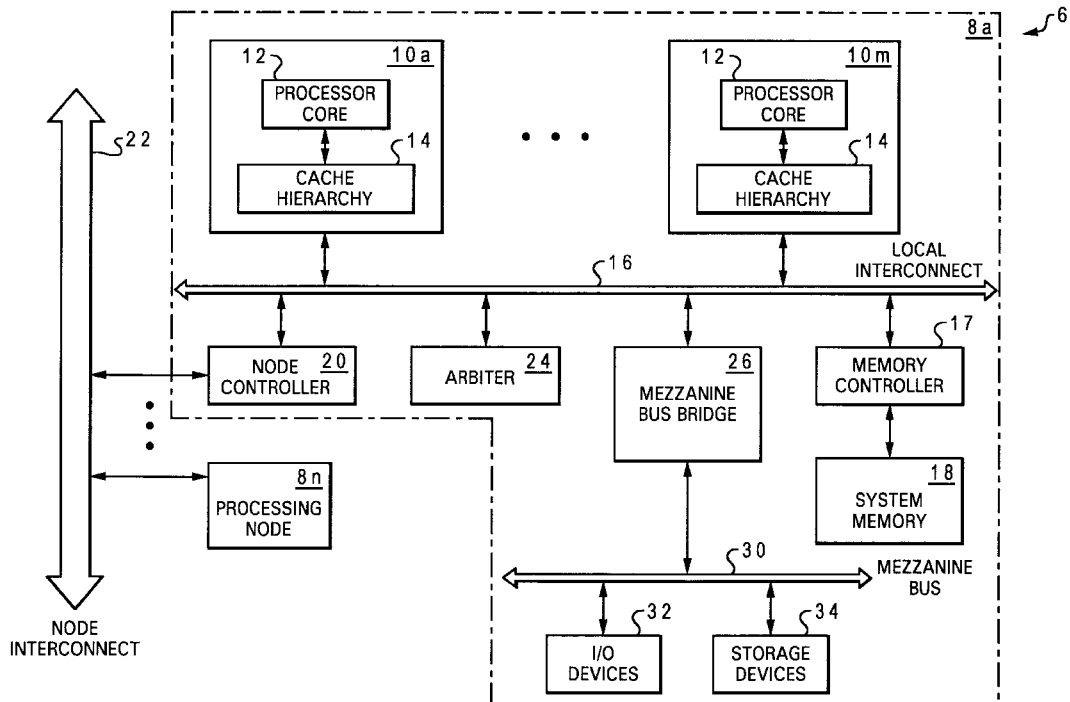 6
8a
10a
12
PROCESSOR
CORE
14
CACHE
HIERARCHY
10m
12
PROCESSOR
CORE
14
CACHE
HIERARCHY
22
16
LOCAL
INTERCONNECT
20
NODE
CONTROLLER
24
ARBITER
26
MEZZANINE
BUS BRIDGE
17
MEMORY
CONTROLLER
8n
PROCESSING
NODE
18
SYSTEM
MEMORY
30
MEZZANINE
BUS
NODE
INTERCONNECT
32
I/O
DEVICES
34
STORAGE
DEVICES